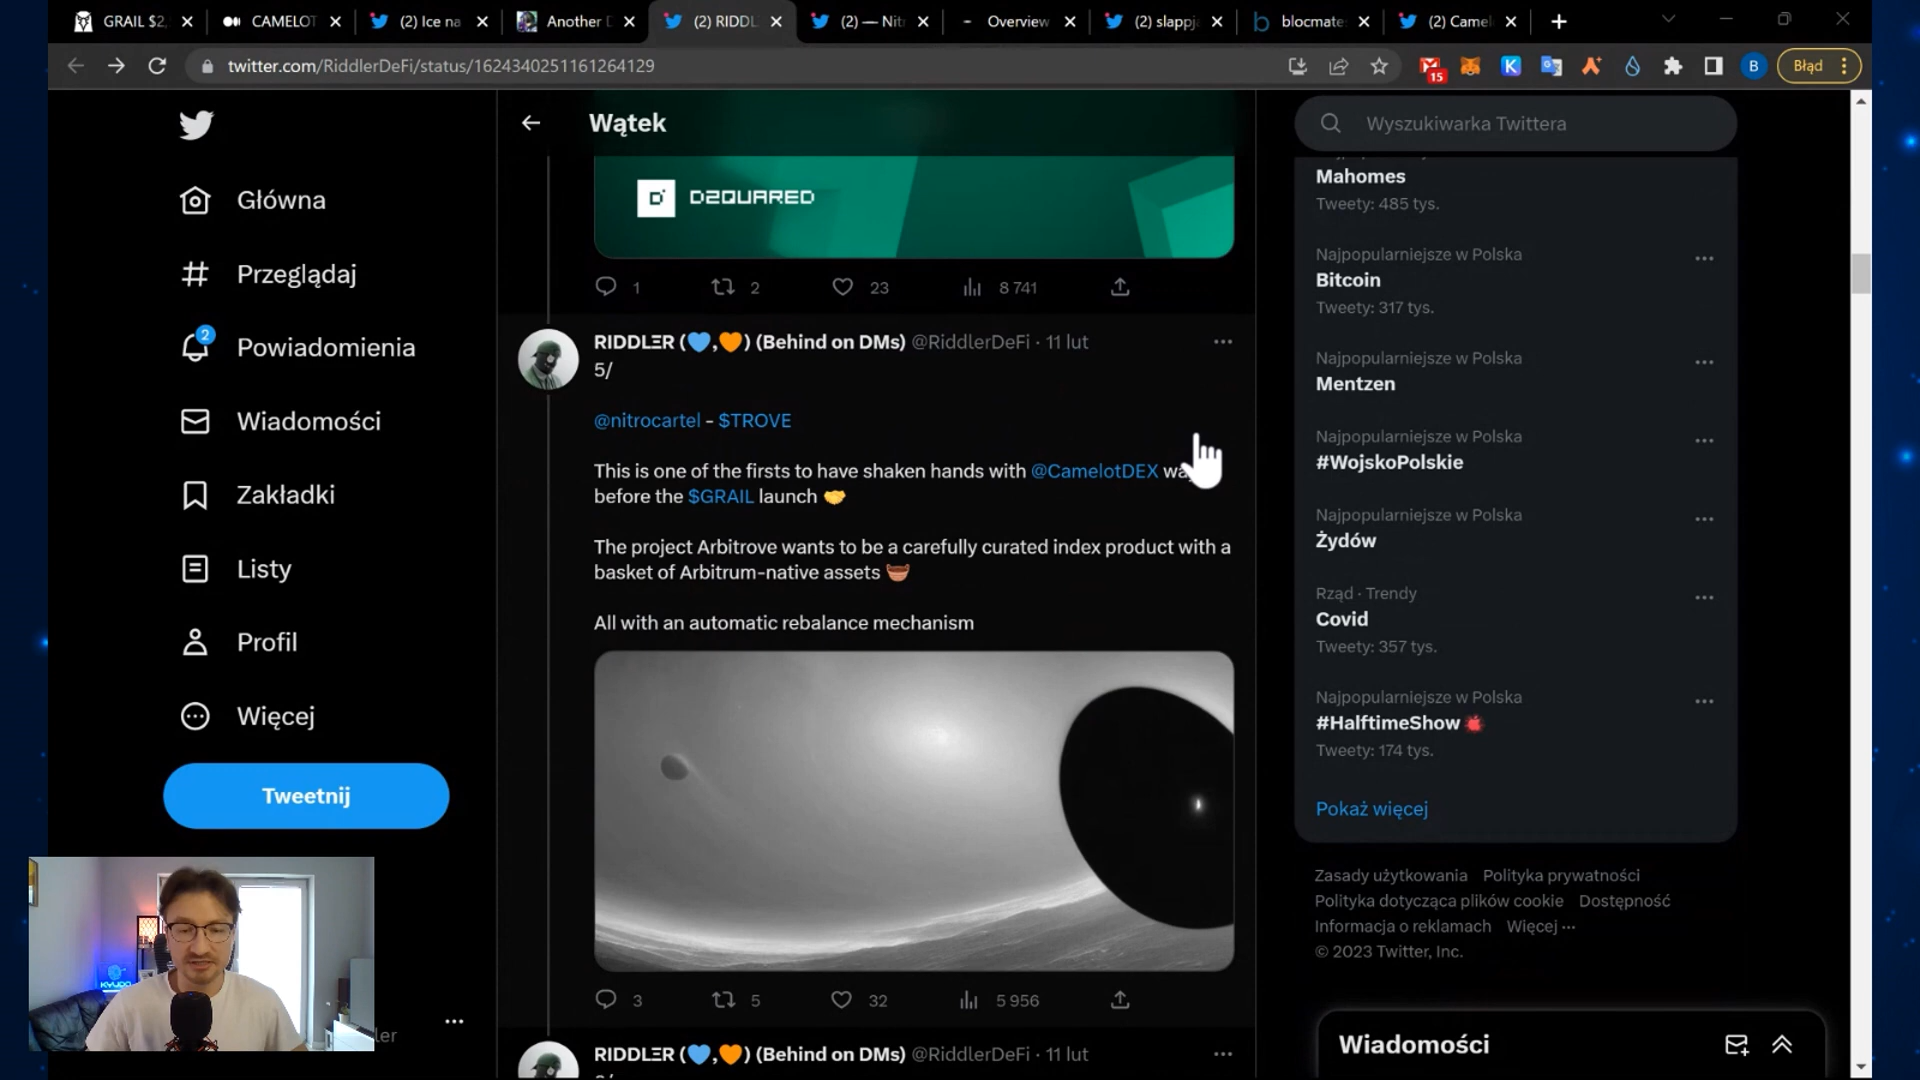 GRAIL $2,
CAMELOT
(2) Ice na
Another D
(2) RIDDL
(2) — Nit
Overview
(2) slappj
blocmate
(2) Camel
twitter.com/RiddlerDeFi/status/1624340251161264129
15
B
Błąd
Wątek
Wyszukiwarka Twittera
Główna
Przeglądaj
2
Powiadomienia
Wiadomości
Zakładki
Listy
Profil
Więcej
Tweetnij
D2QUARED
1
2
23
8 741
RIDDLΞR (💙,🧡) (Behind on DMs) @RiddlerDeFi · 11 lut
5/
@nitrocartel - $TROVE
This is one of the firsts to have shaken hands with @CamelotDEX
before the $GRAIL launch 🤝
The project Arbitrove wants to be a carefully curated index product with a
basket of Arbitrum-native assets 🧺
All with an automatic rebalance mechanism
3
5
32
5 956
RIDDLΞR (💙,🧡) (Behind on DMs) @RiddlerDeFi · 11 lut
Mahomes
Tweety: 485 tys.
Najpopularniejsze w Polska
Bitcoin
Tweety: 317 tys.
Najpopularniejsze w Polska
Mentzen
Najpopularniejsze w Polska
#WojskoPolskie
Najpopularniejsze w Polska
Żydów
Rząd · Trendy
Covid
Tweety: 357 tys.
Najpopularniejsze w Polska
#HalftimeShow
Tweety: 174 tys.
Pokaż więcej
Zasady użytkowania Polityka prywatności
Polityka dotycząca plików cookie Dostępność
Informacja o reklamach Więcej ···
© 2023 Twitter, Inc.
Wiadomości
KYUDO
ler